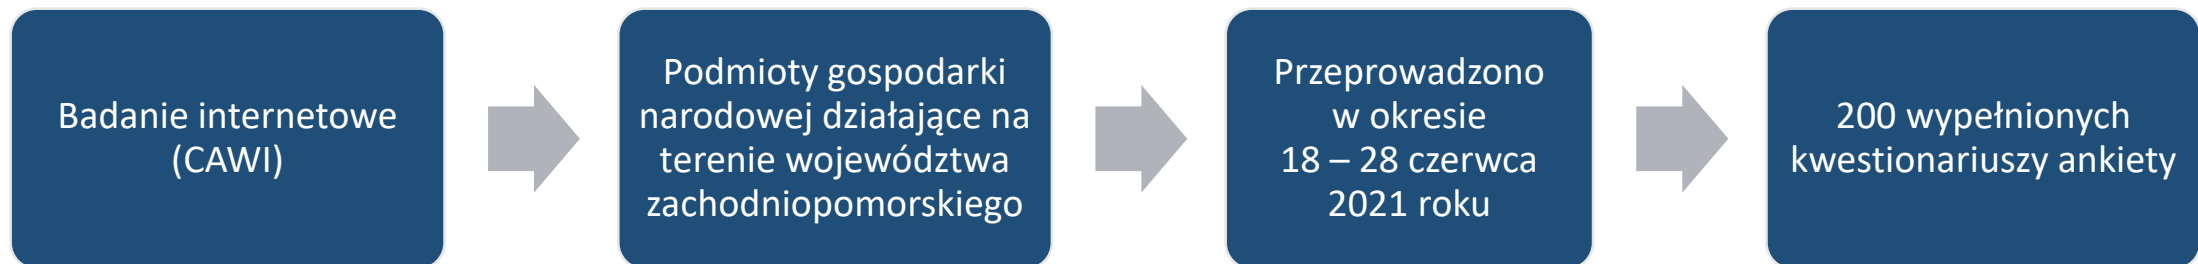 Badanie internetowe
(CAWI)
Podmioty gospodarki
narodowej działające na
terenie województwa
zachodniopomorskiego
Przeprowadzono
w okresie
18 – 28 czerwca
2021 roku
200 wypełnionych
kwestionariuszy ankiety